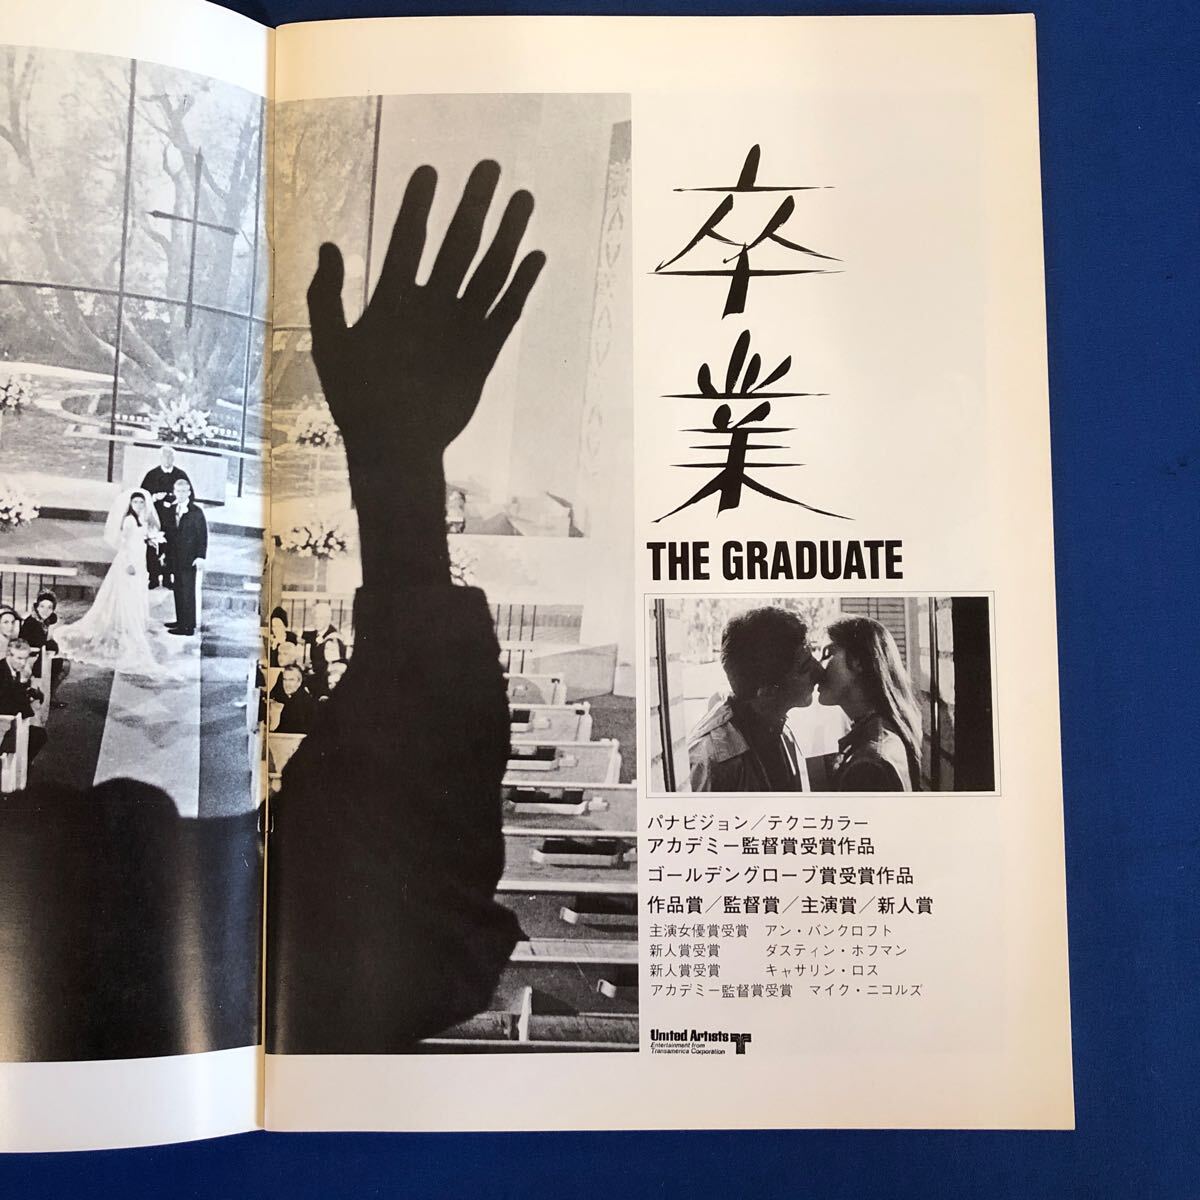 卒業
THE GRADUATE
パナビジョン／テクニカラー
アカデミー監督賞受賞作品
ゴールデングローブ賞受賞作品
作品賞／監督賞／主演賞／新人賞
主演女優賞受賞　アン・バンクロフト
新人賞受賞　ダスティン・ホフマン
新人賞受賞　キャサリン・ロス
アカデミー監督賞受賞　マイク・ニコルズ
United Artists
Entertainment from
Transamerica Corporation